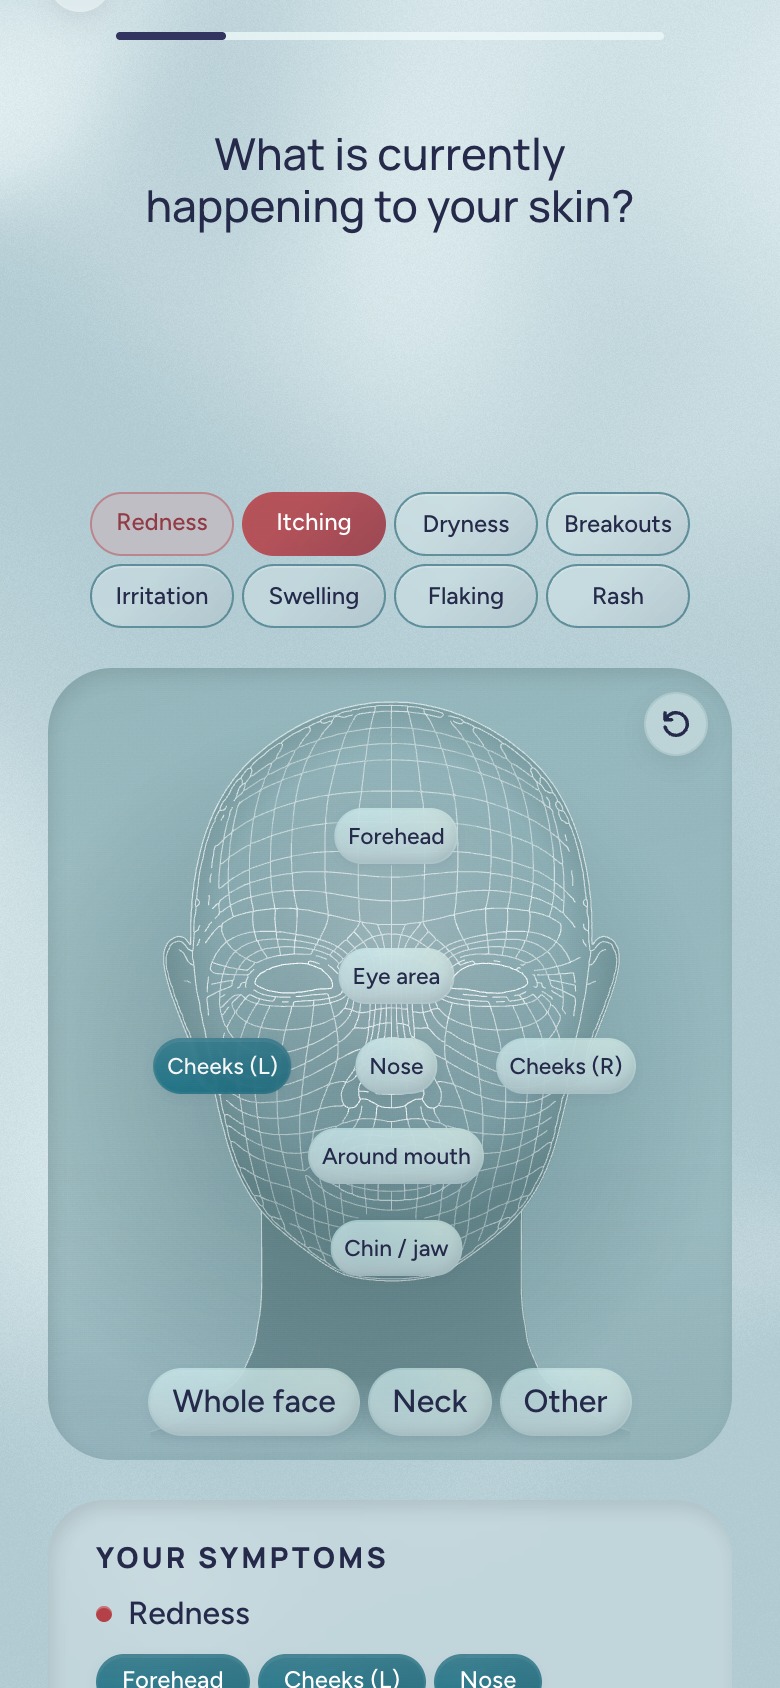 What is currently
happening to your skin?
Redness Itching Dryness Breakouts
Irritation Swelling Flaking Rash
Forehead
Eye area
Cheeks (L) Nose Cheeks (R)
Around mouth
Chin / jaw
Whole face Neck Other
YOUR SYMPTOMS
Redness
Forehead Cheeks (L) Nose